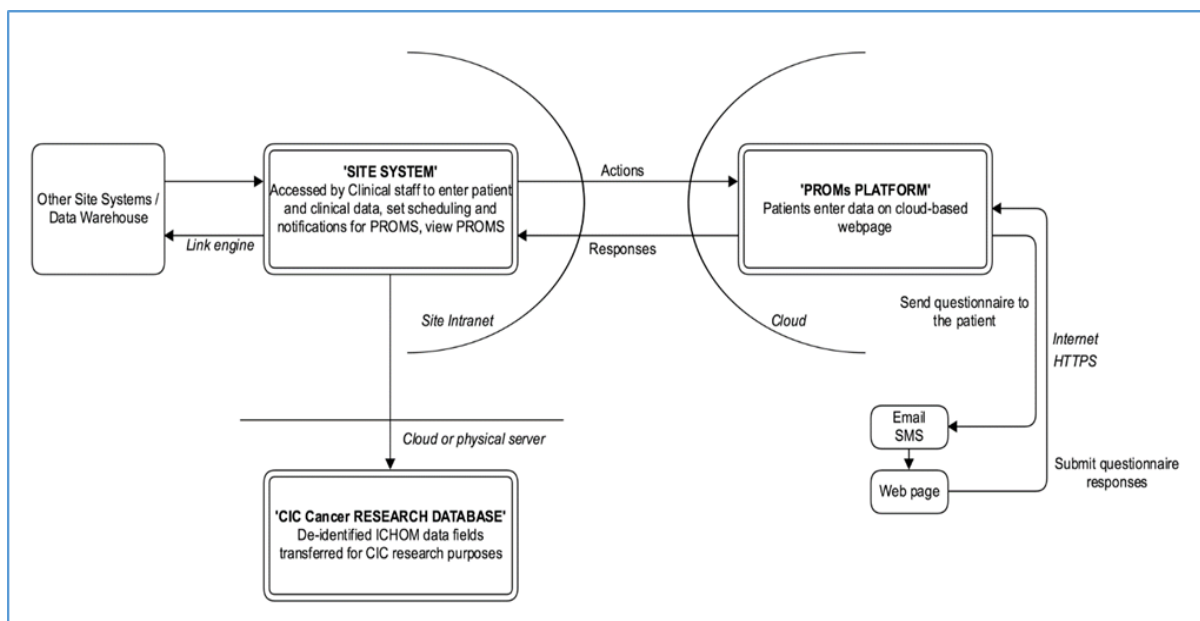 Other Site Systems /
Data Warehouse
Link engine
'SITE SYSTEM'
Accessed by Clinical staff to enter patient
and clinical data, set scheduling and
notifications for PROMS, view PROMS
Site Intranet
Actions
Responses
Cloud
'PROMs PLATFORM'
Patients enter data on cloud-based
webpage
Send questionnaire to
the patient
Internet
HTTPS
Email
SMS
Web page
Submit questionnaire
responses
Cloud or physical server
'CIC Cancer RESEARCH DATABASE'
De-identified ICHOM data fields
transferred for CIC research purposes